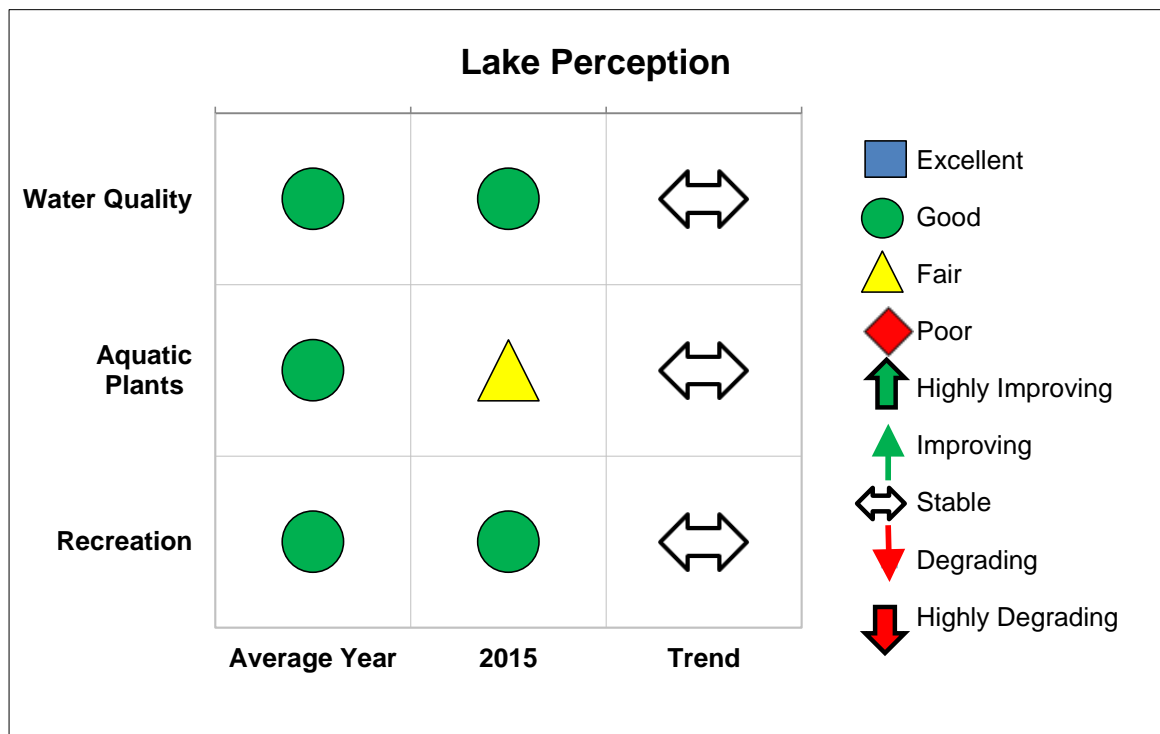 Lake Perception
Water Quality
Aquatic
Plants
Recreation
Average Year
2015
Trend
Excellent
Good
Fair
Poor
Highly Improving
Improving
Stable
Degrading
Highly Degrading